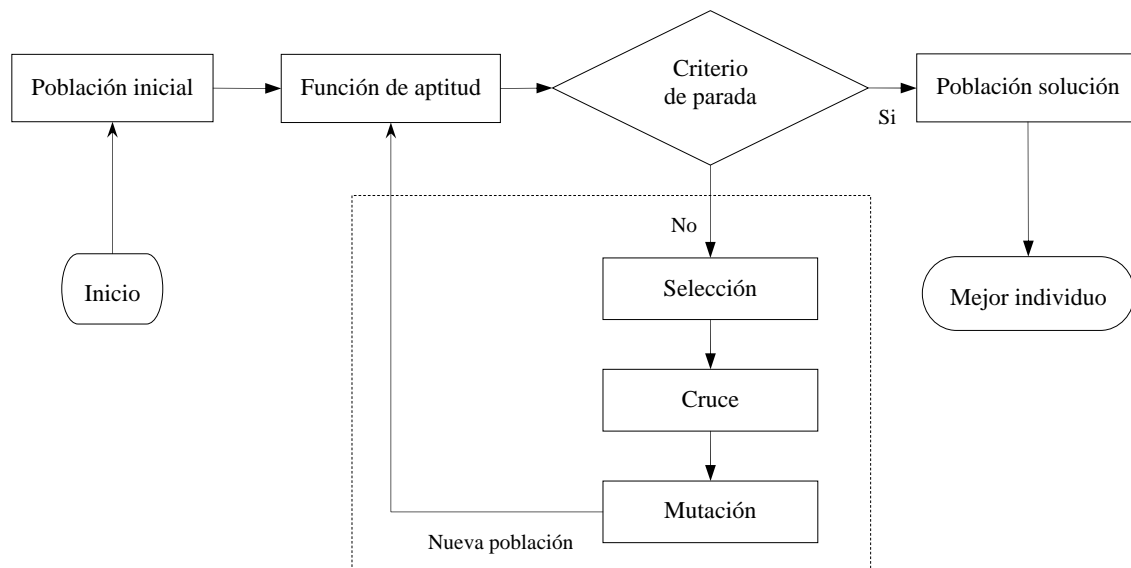 Población inicial
Función de aptitud
Criterio
de parada
Si
Población solución
No
Inicio
Selección
Mejor individuo
Cruce
Mutación
Nueva población